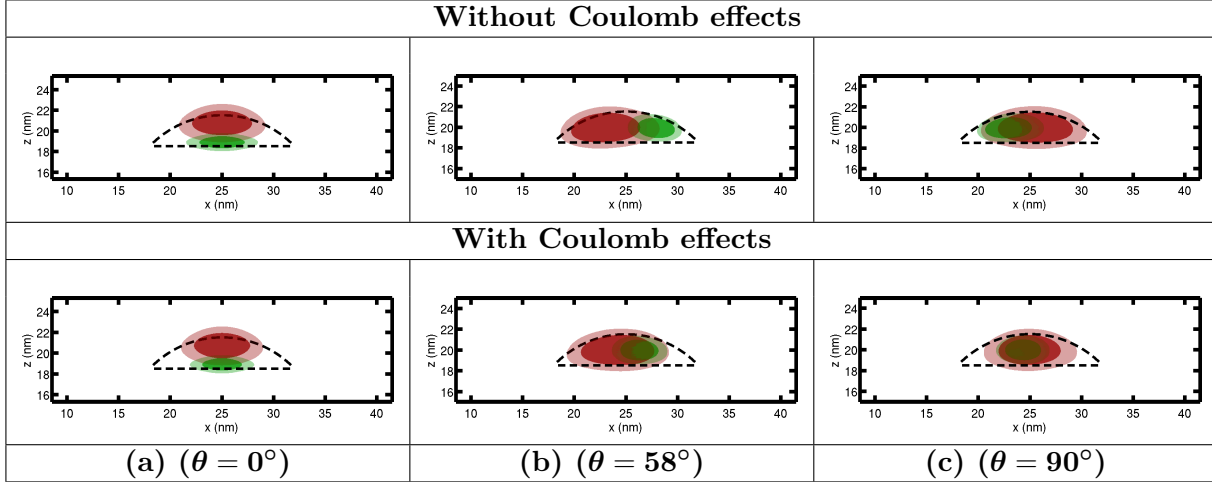 Without Coulomb effects
24
22
20
18
16
z (nm)
10 15 20 25 30 35 40
x (nm)
24
22
20
18
16
z (nm)
10 15 20 25 30 35 40
x (nm)
24
22
20
18
16
z (nm)
10 15 20 25 30 35 40
x (nm)
With Coulomb effects
24
22
20
18
16
z (nm)
10 15 20 25 30 35 40
x (nm)
24
22
20
18
16
z (nm)
10 15 20 25 30 35 40
x (nm)
24
22
20
18
16
z (nm)
10 15 20 25 30 35 40
x (nm)
(a) (θ = 0°)
(b) (θ = 58°)
(c) (θ = 90°)